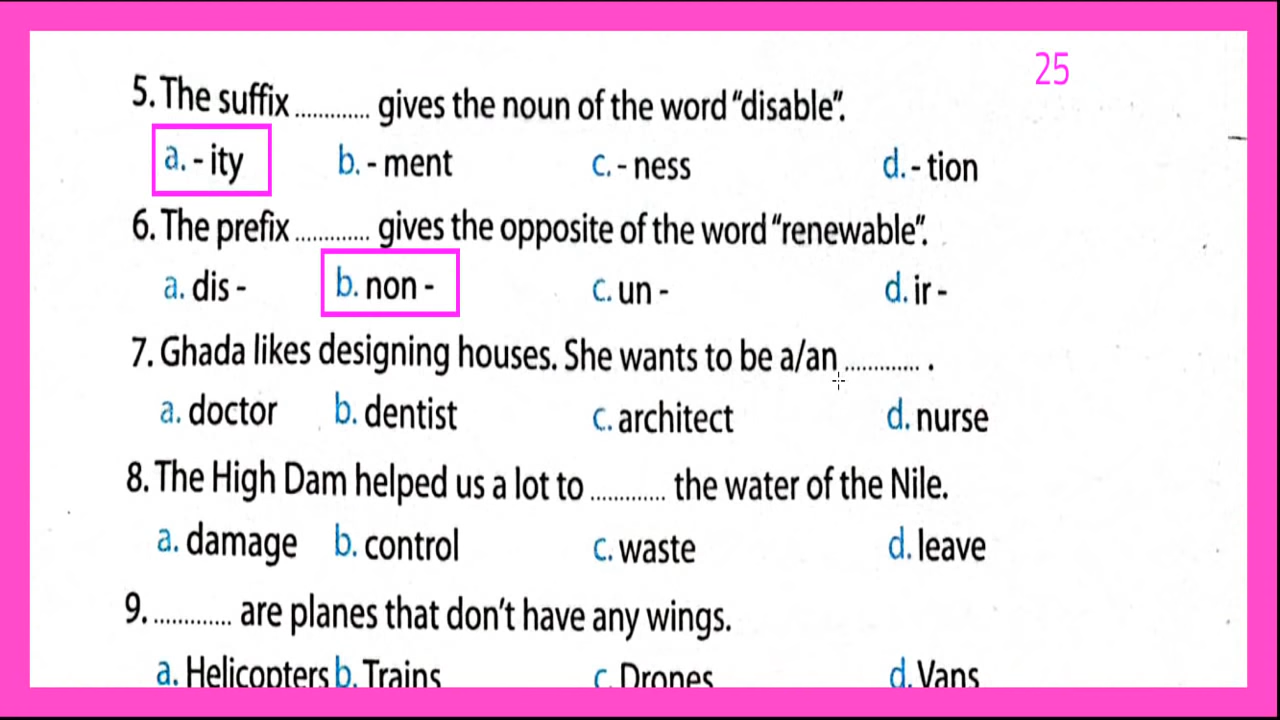 25
5. The suffix ............. gives the noun of the word “disable”.
a. - ity b. - ment c. - ness d. - tion
6. The prefix ............. gives the opposite of the word “renewable”.
a. dis - b. non - c. un - d. ir -
7. Ghada likes designing houses. She wants to be a/an ............. .
a. doctor b. dentist c. architect d. nurse
8. The High Dam helped us a lot to ............. the water of the Nile.
a. damage b. control c. waste d. leave
9. ............. are planes that don’t have any wings.
a. Helicopters b. Trains c. Drones d. Vans